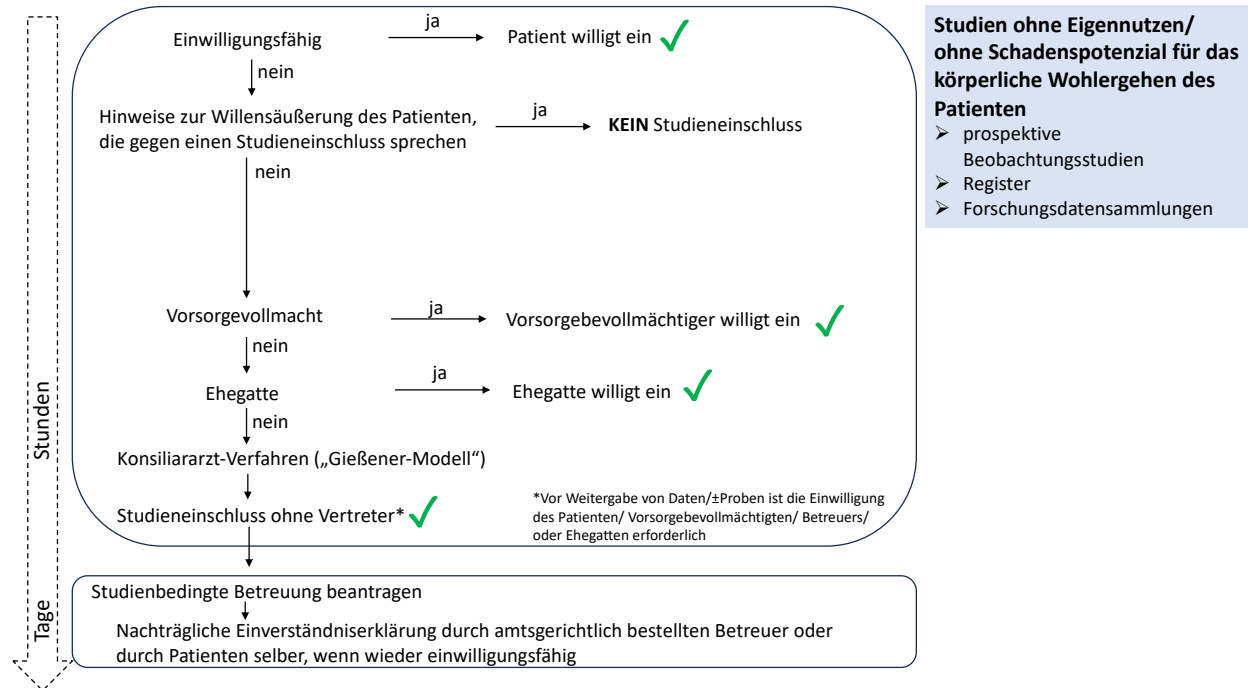 Einwilligungsfähig
ja
Patient willigt ein
nein
Hinweise zur Willensäußerung des Patienten,
die gegen einen Studieneinschluss sprechen
ja
KEIN Studieneinschluss
nein
Vorsorgevollmacht
ja
Vorsorgebevollmächtiger willigt ein
nein
Ehegatte
ja
Ehegatte willigt ein
nein
Konsiliararzt-Verfahren („Gießener-Modell“)
Studieneinschluss ohne Vertreter*
*Vor Weitergabe von Daten/±Proben ist die Einwilligung
des Patienten/ Vorsorgebevollmächtigten/ Betreuers/
oder Ehegatten erforderlich
Studienbedingte Betreuung beantragen
Nachträgliche Einverständniserklärung durch amtsgerichtlich bestellten Betreuer oder
durch Patienten selber, wenn wieder einwilligungsfähig
Stunden
Tage
Studien ohne Eigennutzen/
ohne Schadenspotenzial für das
körperliche Wohlergehen des
Patienten
➢ prospektive
Beobachtungsstudien
➢ Register
➢ Forschungsdatensammlungen